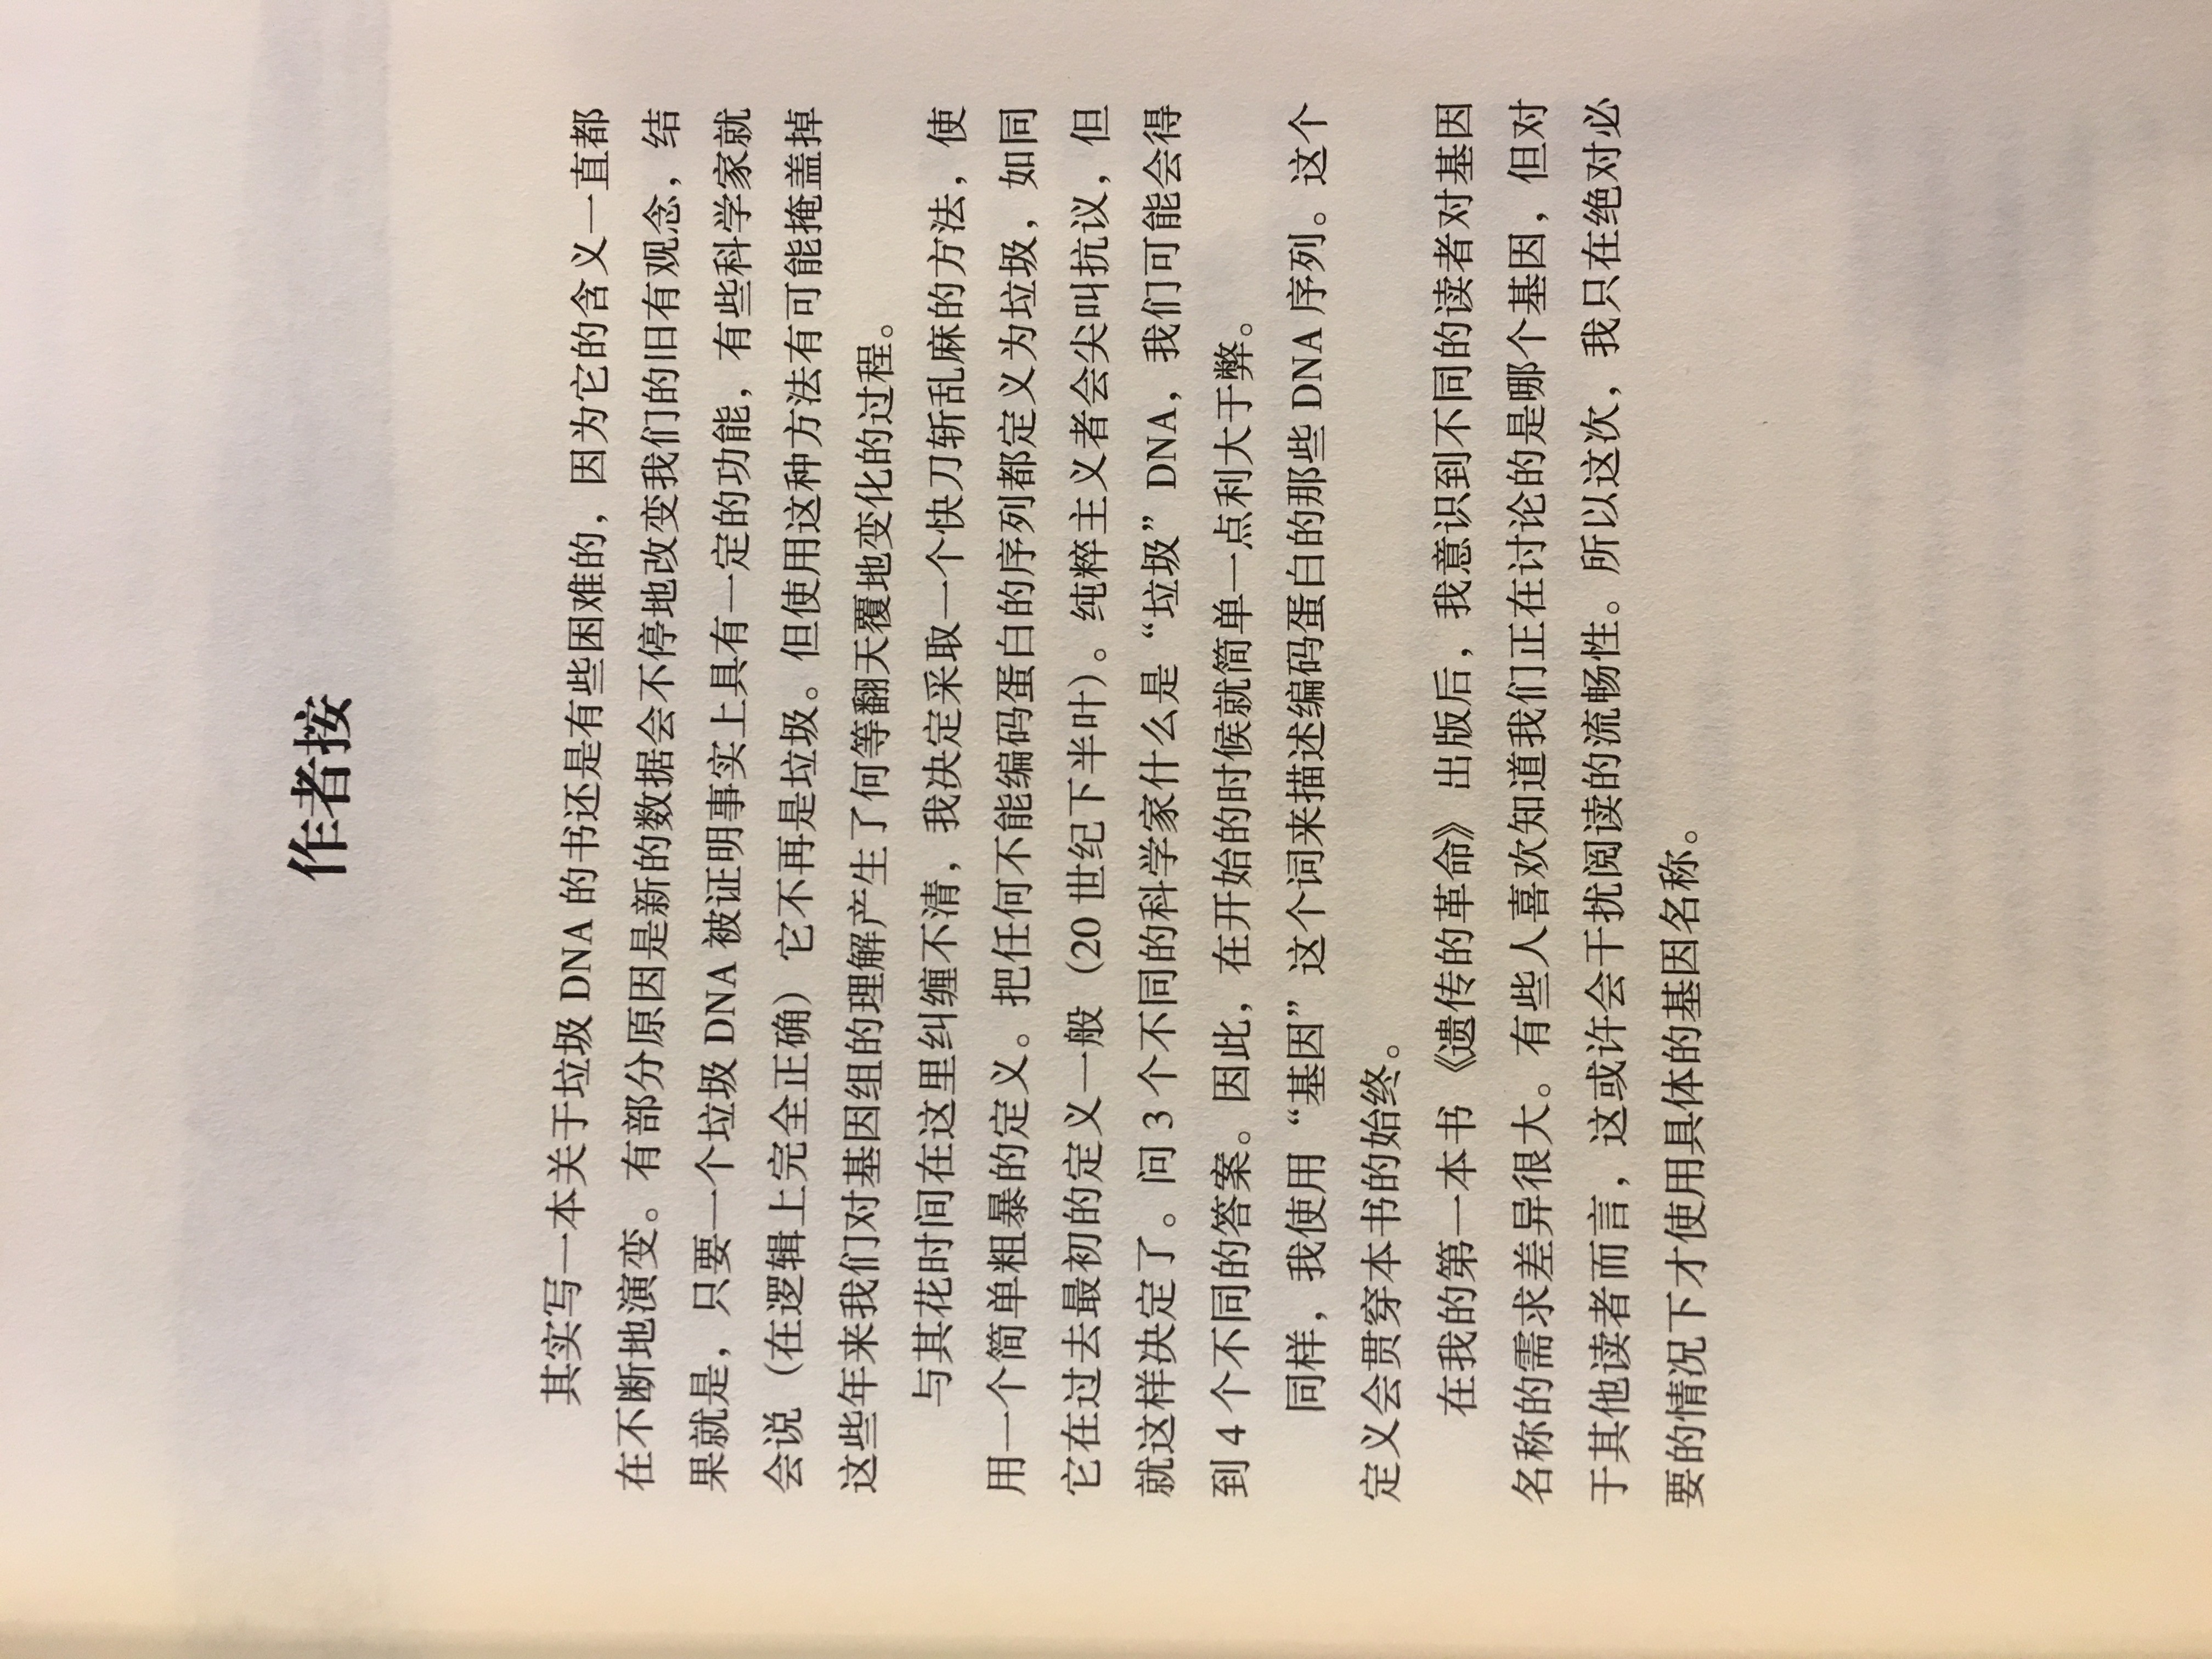 作者按
其实写一本关于垃圾 DNA 的书还是有些困难的，因为它的含义一直都
在不断地演变。有部分原因是新的数据会不停地改变我们的旧有观念，结
果就是，只要一个垃圾 DNA 被证明事实上具有一定的功能，有些科学家就
会说（在逻辑上完全正确）它不再是垃圾。但使用这种方法有可能掩盖掉
这些年来我们对基因组的理解产生了何等翻天覆地变化的过程。
与其花时间在这里纠缠不清，我决定采取一个快刀斩乱麻的方法，使
用一个简单粗暴的定义。把任何不能编码蛋白的序列都定义为垃圾，如同
它在过去最初的定义一般（20 世纪下半叶）。纯粹主义者会尖叫抗议，但
就这样决定了。问 3 个不同的科学家什么是“垃圾”DNA，我们可能会得
到 4 个不同的答案。因此，在开始的时候就简单一点利大于弊。
同样，我使用“基因”这个词来描述编码蛋白的那些 DNA 序列。这个
定义会贯穿本书的始终。
在我的第一本书《遗传的革命》出版后，我意识到不同的读者对基因
名称的需求差异很大。有些人喜欢知道我们正在讨论的是哪个基因，但对
于其他读者而言，这或许会干扰阅读的流畅性。所以这次，我只在绝对必
要的情况下才使用具体的基因名称。